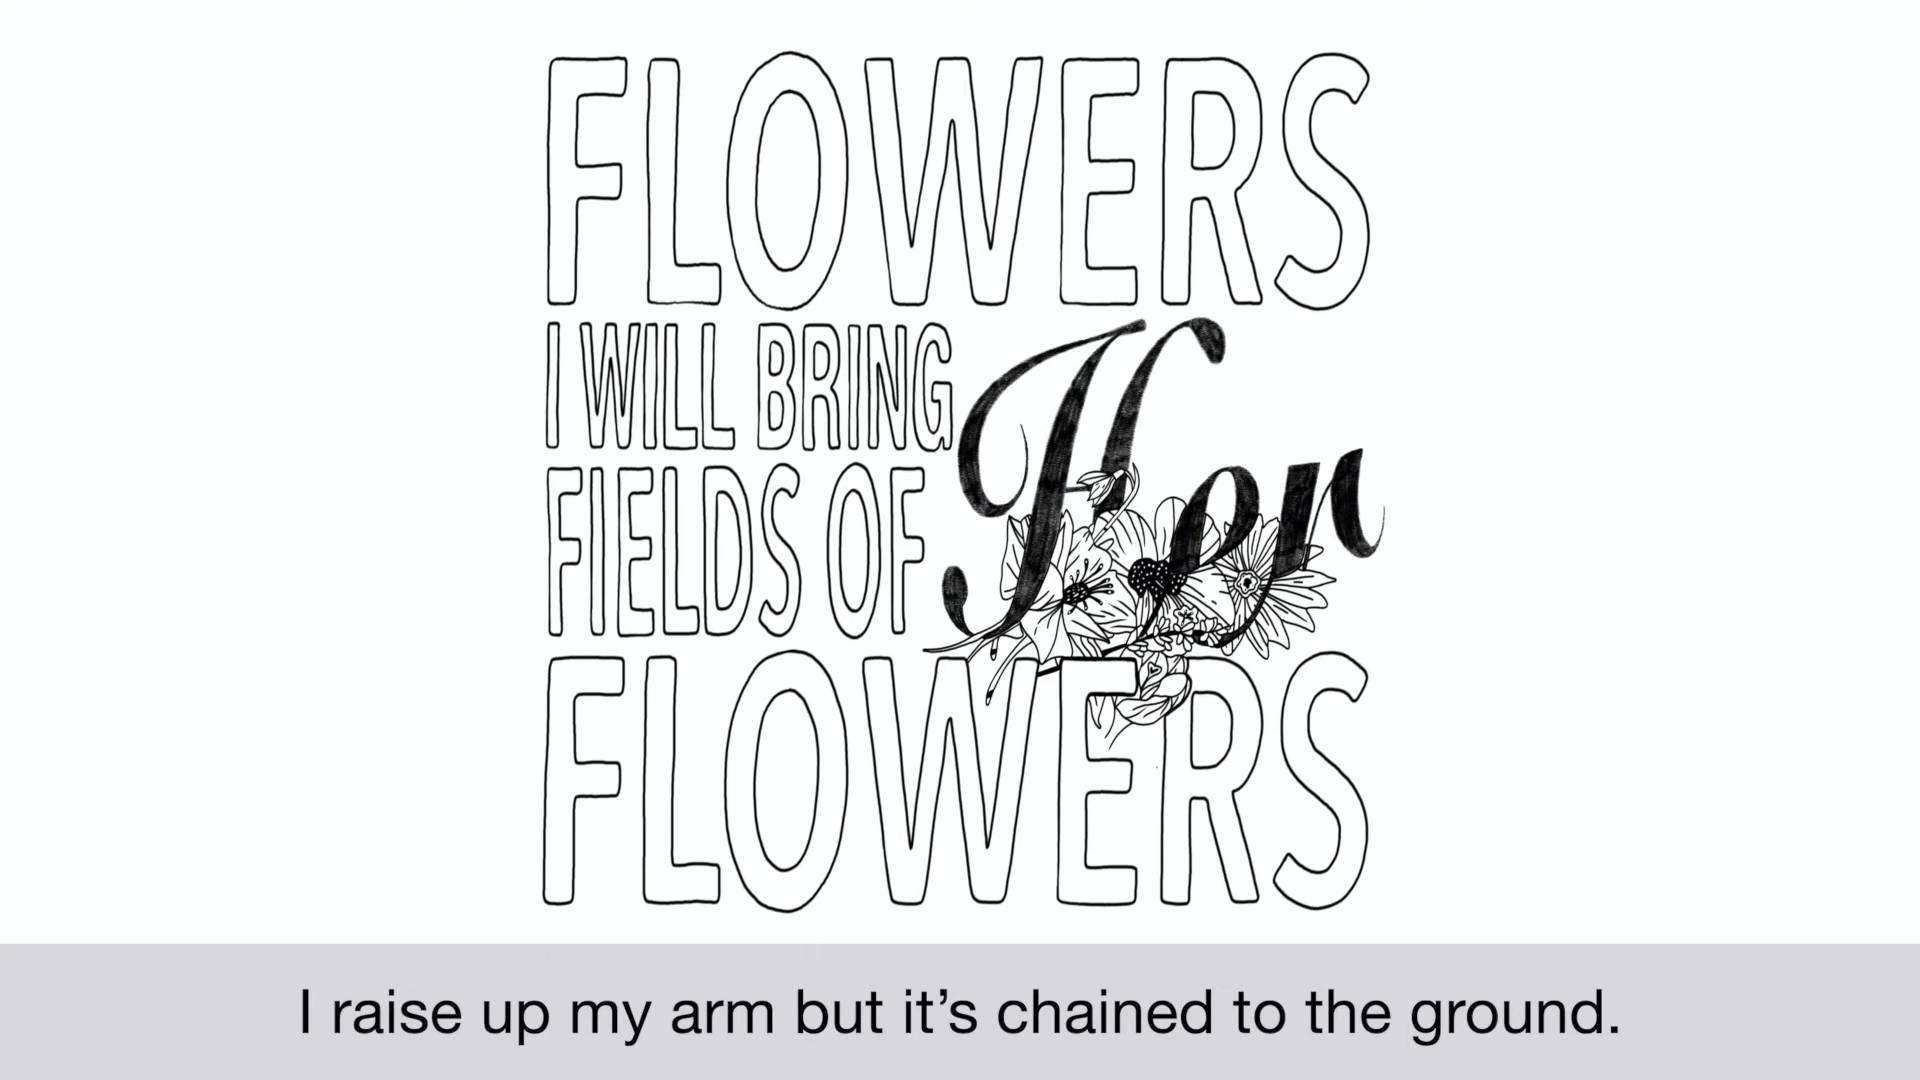 FLOWERS
I WILL BRING
Her
FIELDS OF
FLOWERS
I raise up my arm but it’s chained to the ground.